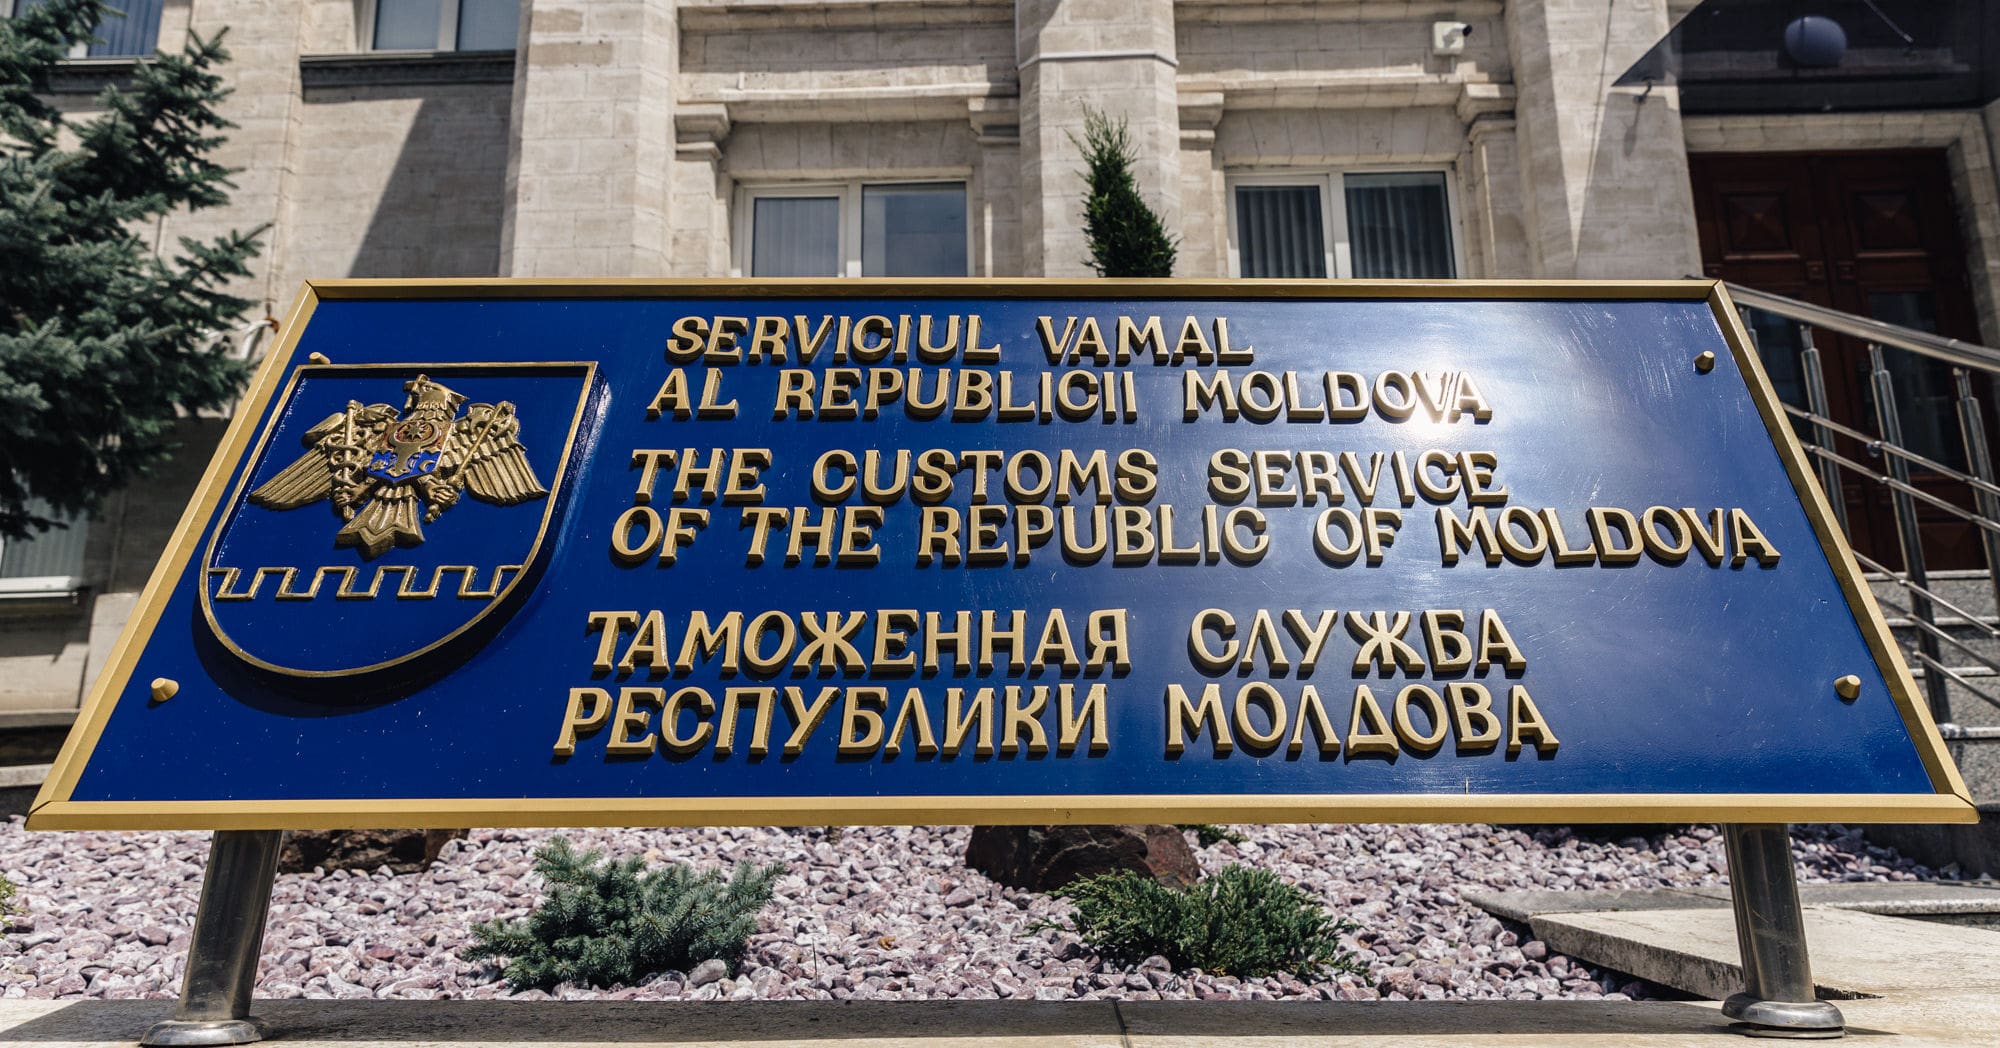 SERVICIUL VAMAL
AL REPUBLICII MOLDOVA
THE CUSTOMS SERVICE
OF THE REPUBLIC OF MOLDOVA
ТАМОЖЕННАЯ СЛУЖБА
РЕСПУБЛИКИ МОЛДОВА